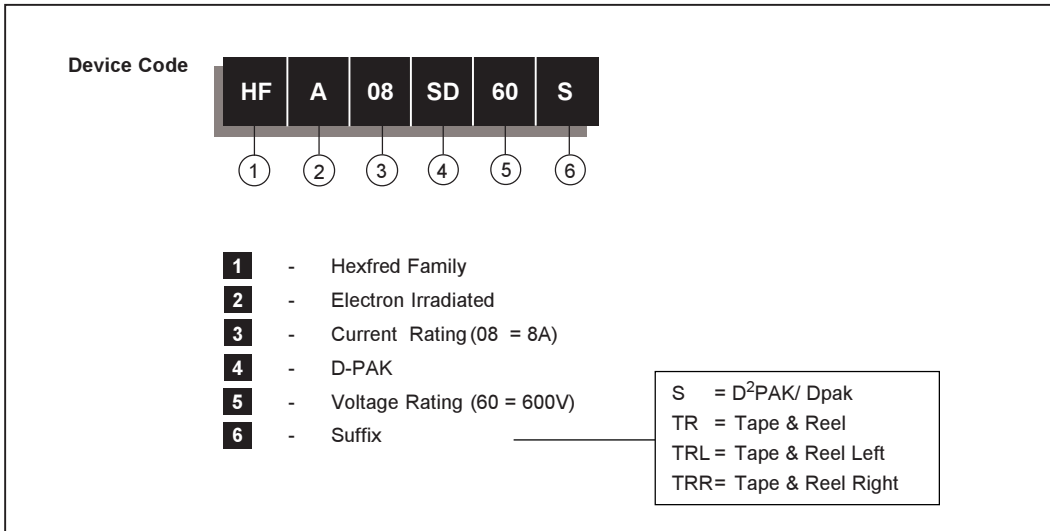 Device Code
HF A 08 SD 60 S
1 2 3 4 5 6
1 - Hexfred Family
2 - Electron Irradiated
3 - Current Rating (08 = 8A)
4 - D-PAK
5 - Voltage Rating (60 = 600V)
6 - Suffix
S = D²PAK/ Dpak
TR = Tape & Reel
TRL = Tape & Reel Left
TRR= Tape & Reel Right